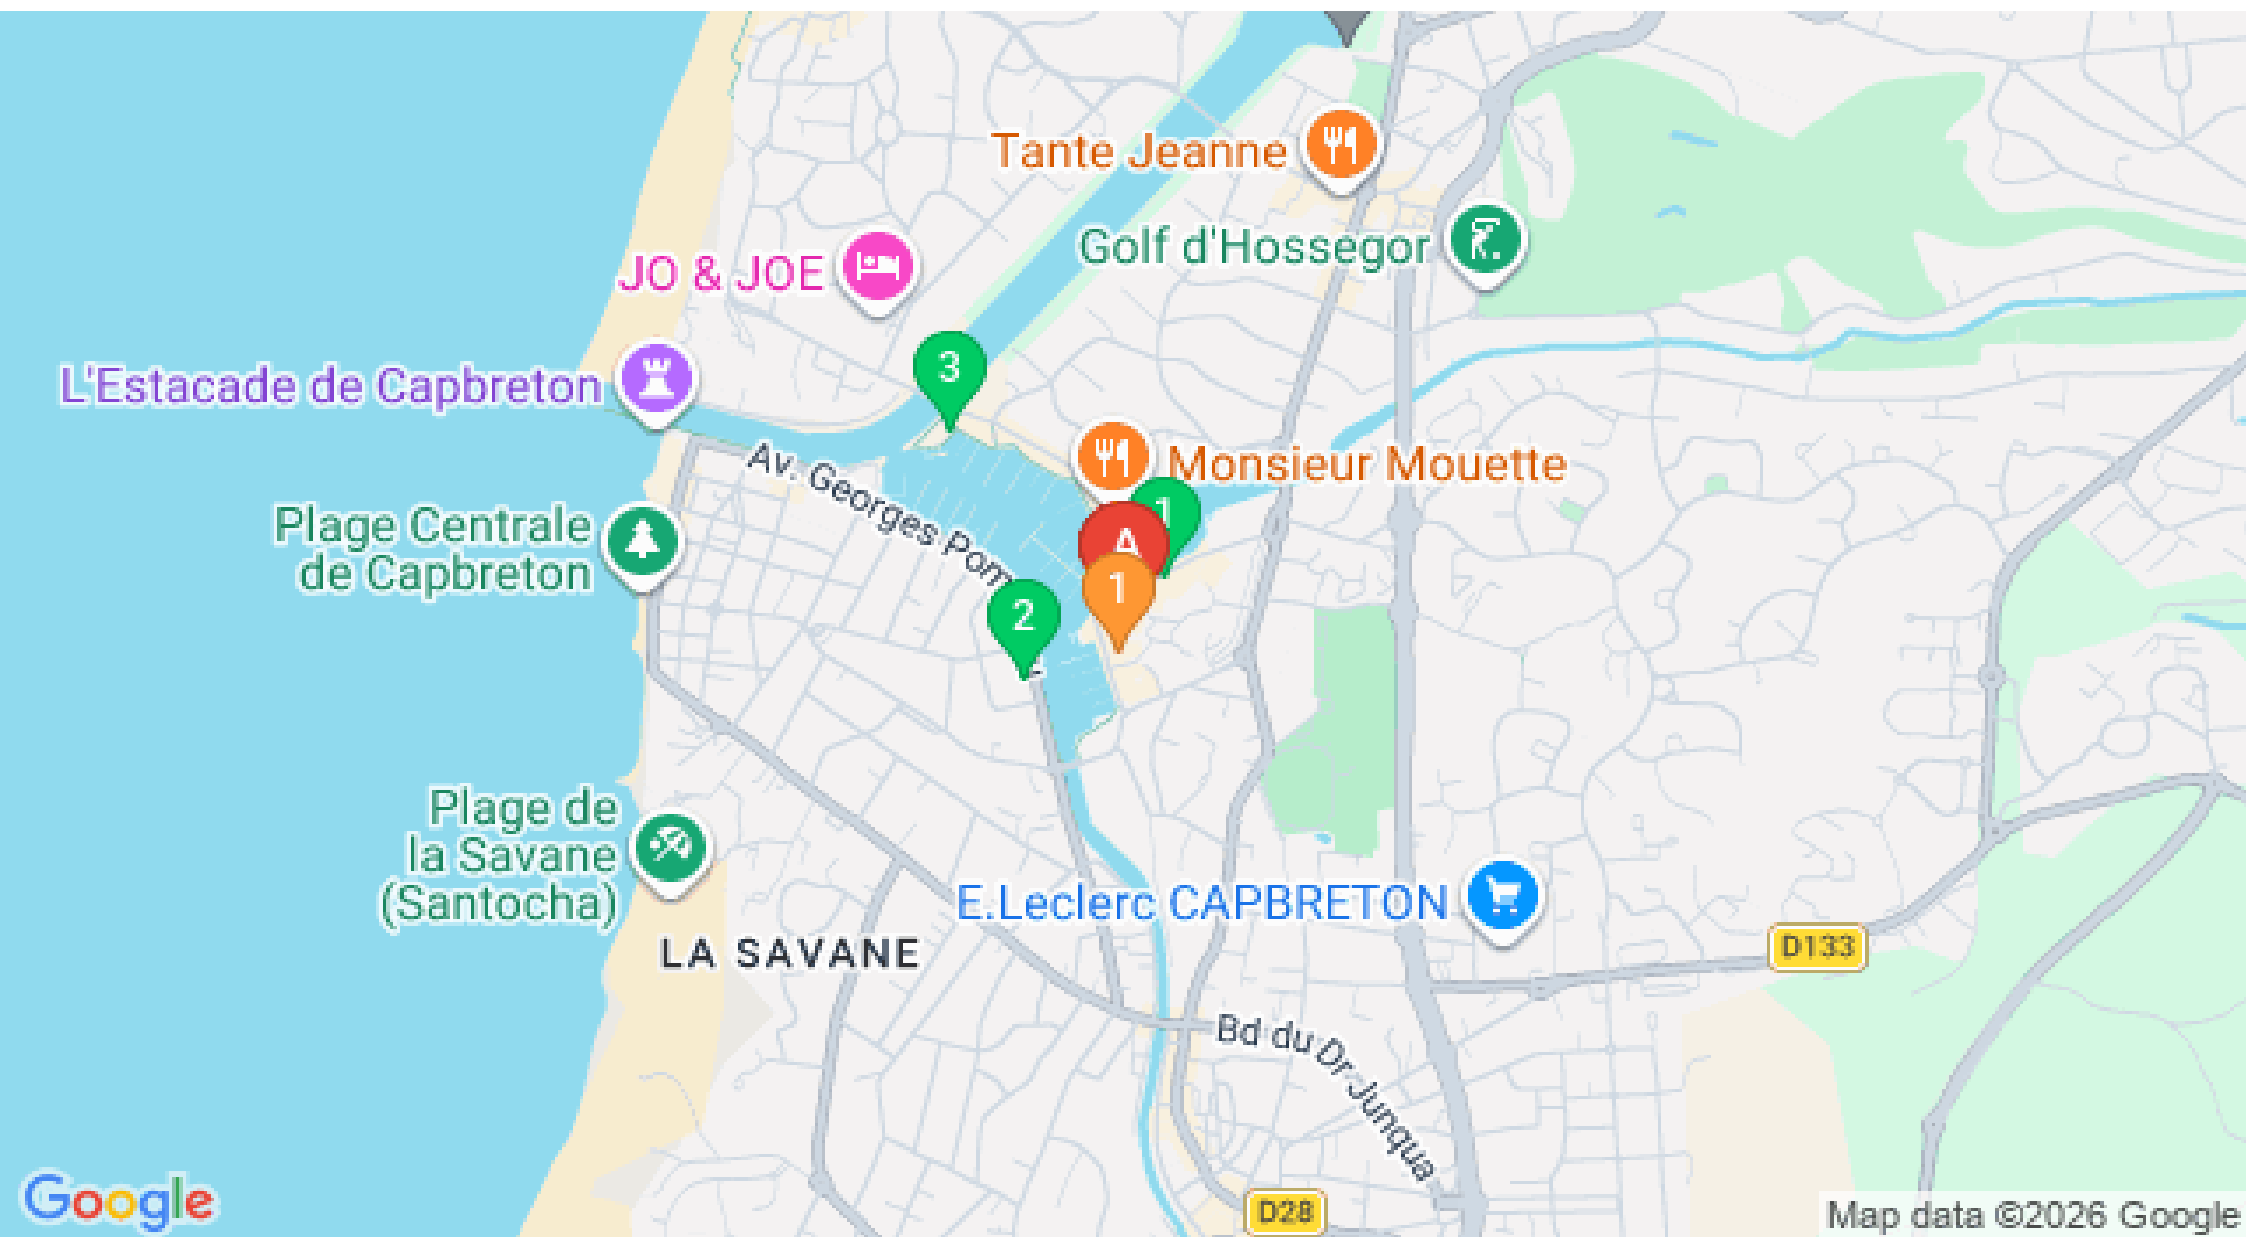 Tante Jeanne
Golf d'Hossegor
JO & JOE
3
L'Estacade de Capbreton
Av. Georges Pom
Monsieur Mouette
1
A
Plage Centrale
de Capbreton
1
2
Plage de
la Savane
(Santocha)
E.Leclerc CAPBRETON
LA SAVANE
D133
Bd du Dr Junqua
D28
Google
Map data ©2026 Google